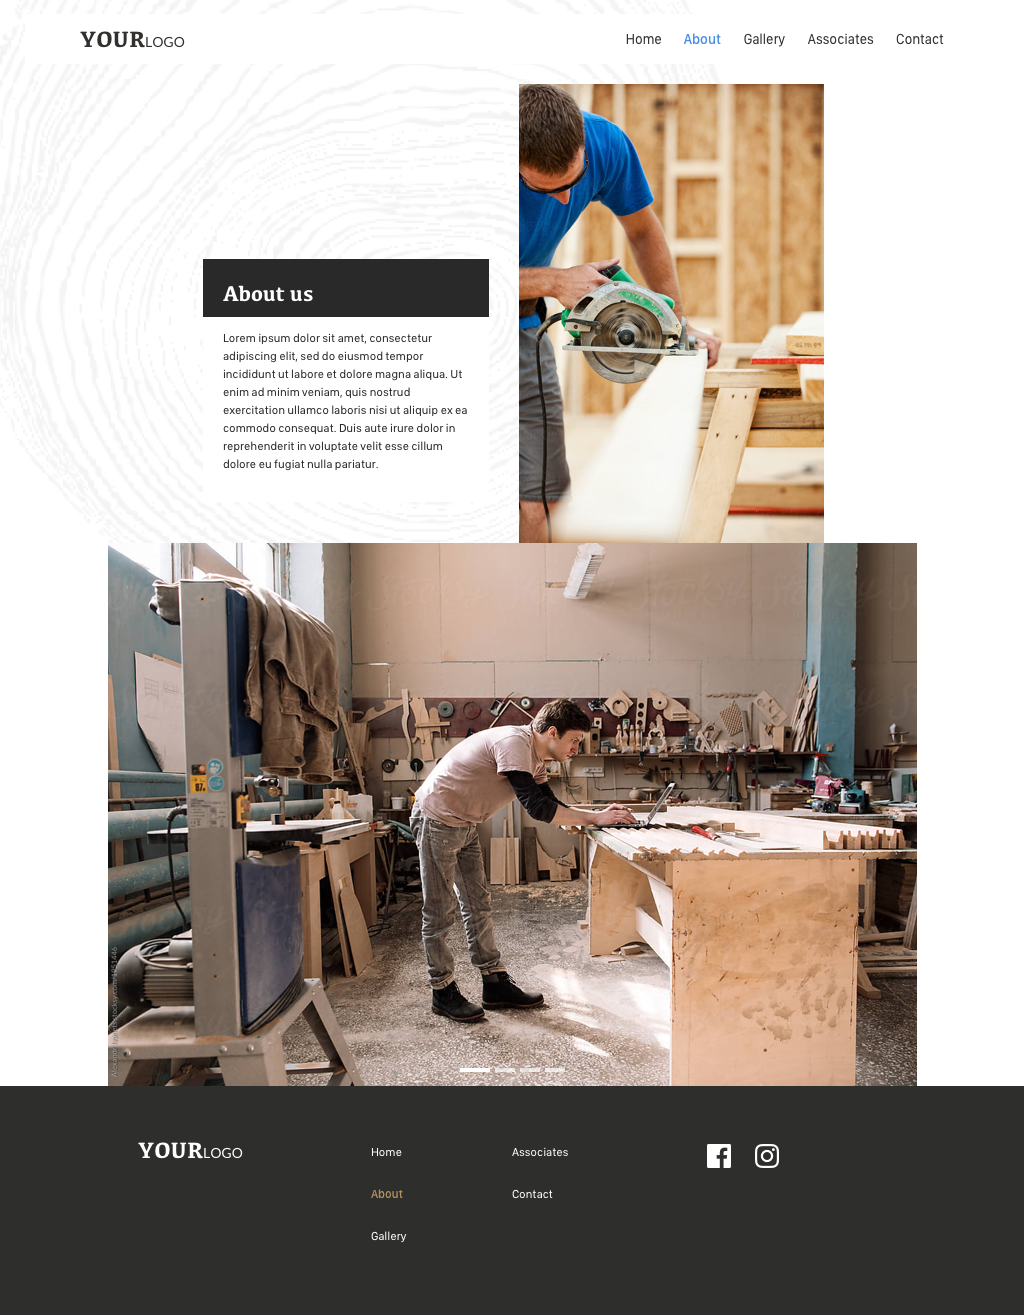 YOURLOGO
Home About Gallery Associates Contact
About us
Lorem ipsum dolor sit amet, consectetur
adipiscing elit, sed do eiusmod tempor
incididunt ut labore et dolore magna aliqua. Ut
enim ad minim veniam, quis nostrud
exercitation ullamco laboris nisi ut aliquip ex ea
commodo consequat. Duis aute irure dolor in
reprehenderit in voluptate velit esse cillum
dolore eu fugiat nulla pariatur.
YOURLOGO
Home
Associates
About
Contact
Gallery